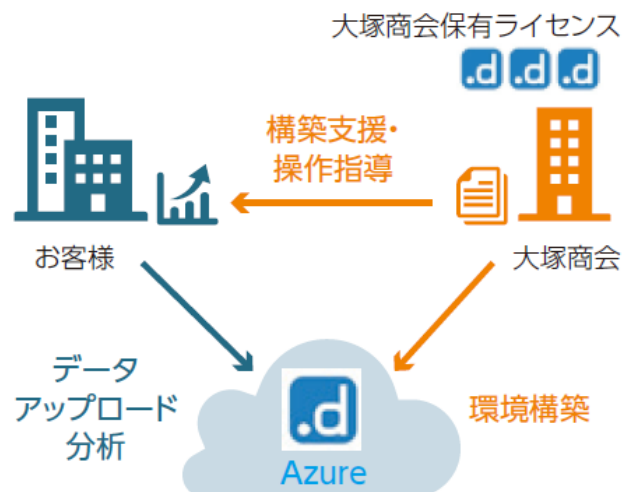 大塚商会保有ライセンス
.d .d .d
構築支援・
操作指導
お客様
大塚商会
データ
アップロード
分析
.d
環境構築
Azure